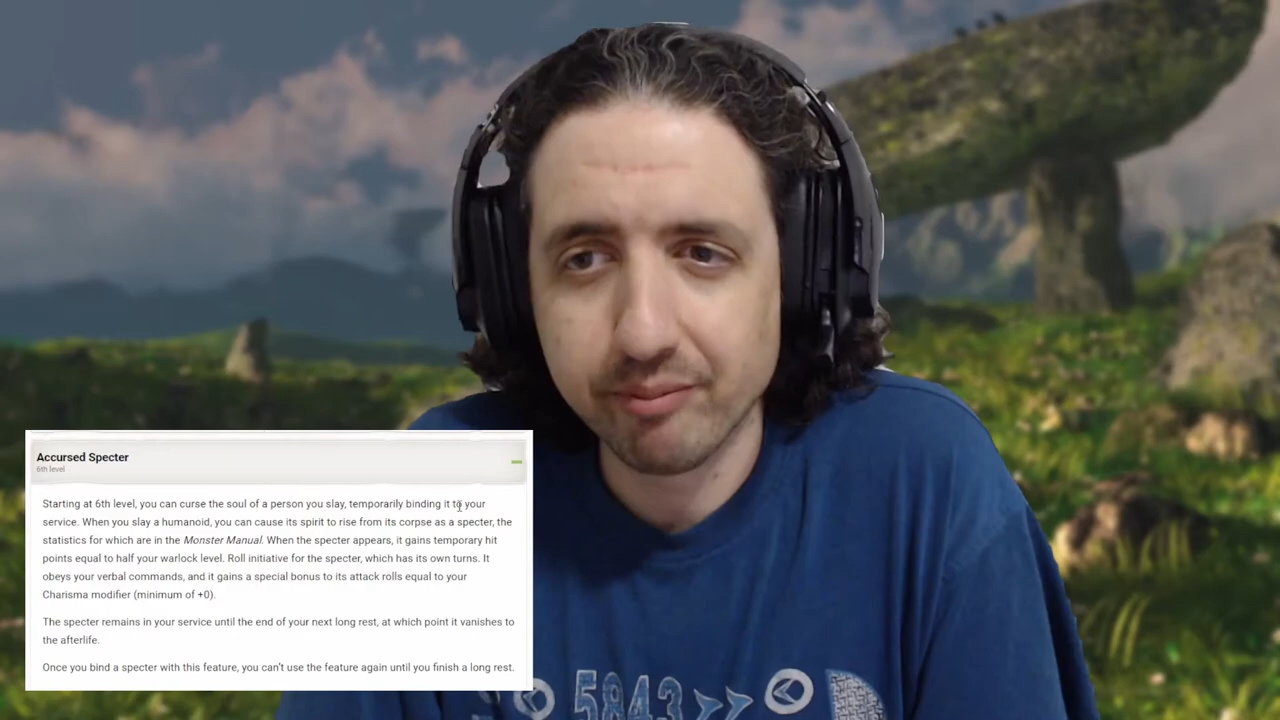 Accursed Specter
6th level
Starting at 6th level, you can curse the soul of a person you slay, temporarily binding it to your
service. When you slay a humanoid, you can cause its spirit to rise from its corpse as a specter, the
statistics for which are in the Monster Manual. When the specter appears, it gains temporary hit
points equal to half your warlock level. Roll initiative for the specter, which has its own turns. It
obeys your verbal commands, and it gains a special bonus to its attack rolls equal to your
Charisma modifier (minimum of +0).
The specter remains in your service until the end of your next long rest, at which point it vanishes to
the afterlife.
Once you bind a specter with this feature, you can't use the feature again until you finish a long rest.
5843